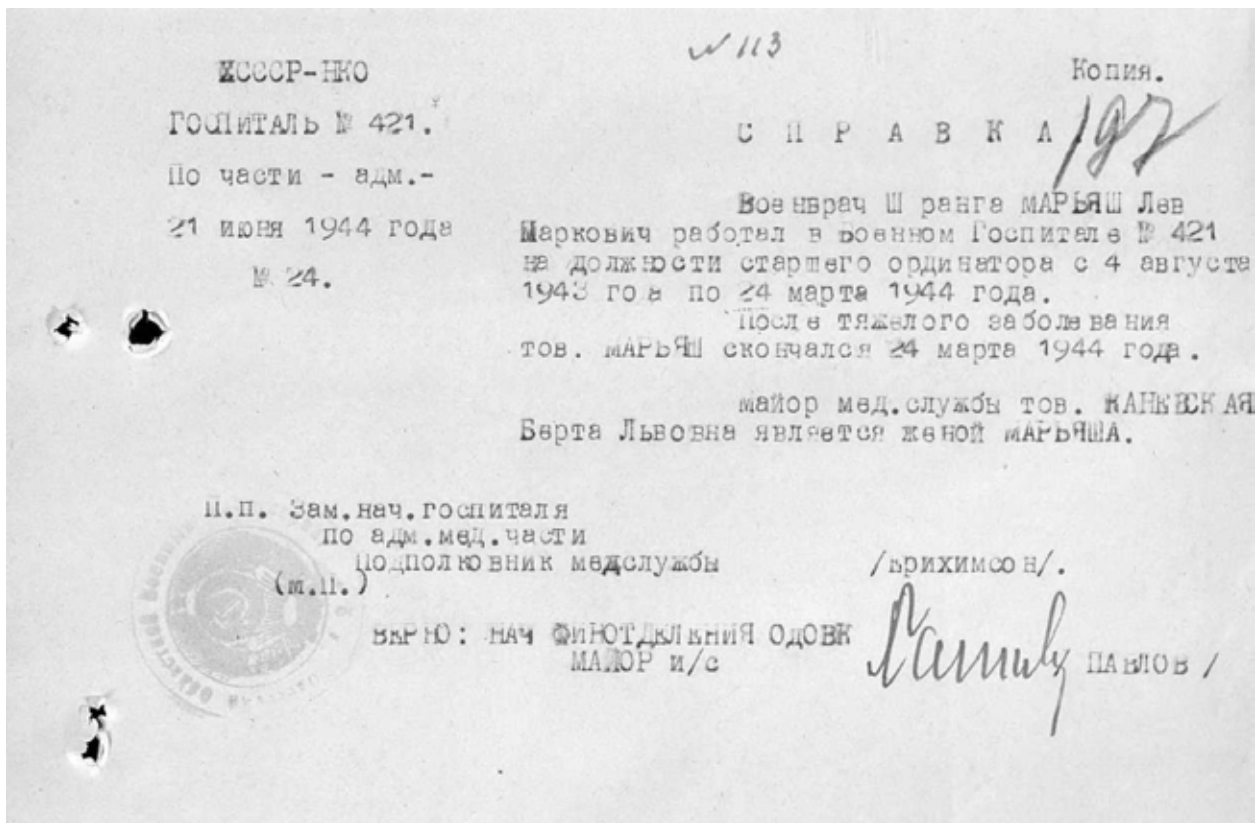 № 113
СССР-НКО
Копия.
ГОСПИТАЛЬ № 421.
С П Р А В К А
197
По части - адм.-
21 июня 1944 года
№ 24.
Военврач Ш ранга МАРЬЯШ Лев
Маркович работал в Военном Госпитале № 421
на должности старшего ординатора с 4 августа
1943 года по 24 марта 1944 года.
После тяжелого заболевания
тов. МАРЬЯШ скончался 24 марта 1944 года.
майор мед.службы тов. КАНЕВСКАЯ
Берта Львовна является женой МАРЬЯША.
П.П. Зам.нач.госпиталя
по адм.мед.части
Подполковник медслужбы /Брихимсон/.
(м.П.)
ВЕРНО: НАЧ ФИНОТДЕЛЕНИЯ ОДОВК
МАЙОР и/с ПАВЛОВ /